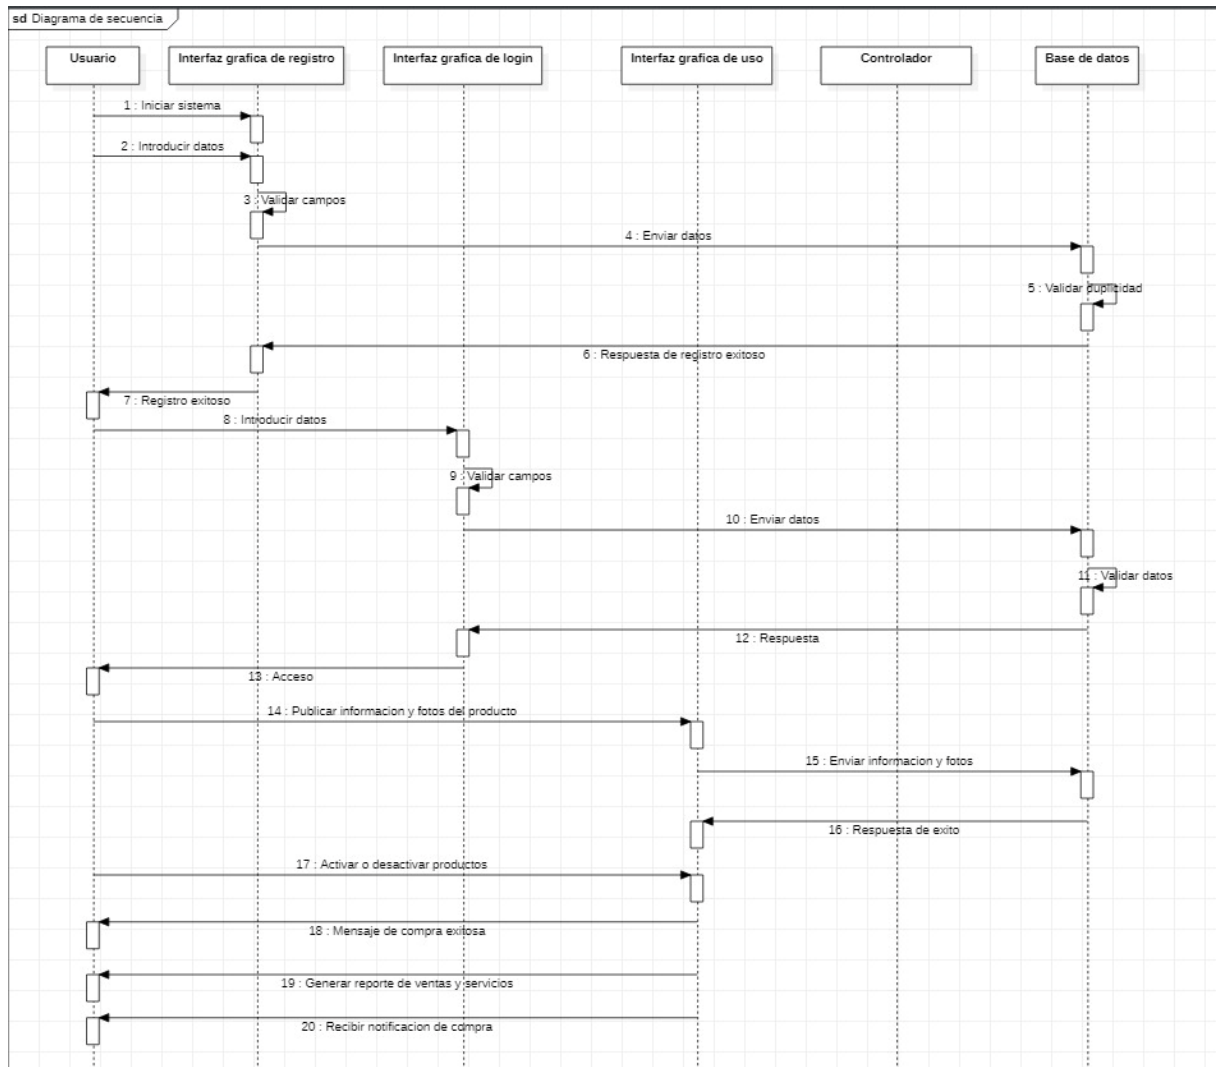 sd Diagrama de secuencia
Usuario
Interfaz grafica de registro
Interfaz grafica de login
Interfaz grafica de uso
Controlador
Base de datos
1 : Iniciar sistema
2 : Introducir datos
3 : Validar campos
4 : Enviar datos
5 : Validar duplicidad
6 : Respuesta de registro exitoso
7 : Registro exitoso
8 : Introducir datos
9 : Validar campos
10 : Enviar datos
11 : Validar datos
12 : Respuesta
13 : Acceso
14 : Publicar informacion y fotos del producto
15 : Enviar informacion y fotos
16 : Respuesta de exito
17 : Activar o desactivar productos
18 : Mensaje de compra exitosa
19 : Generar reporte de ventas y servicios
20 : Recibir notificacion de compra